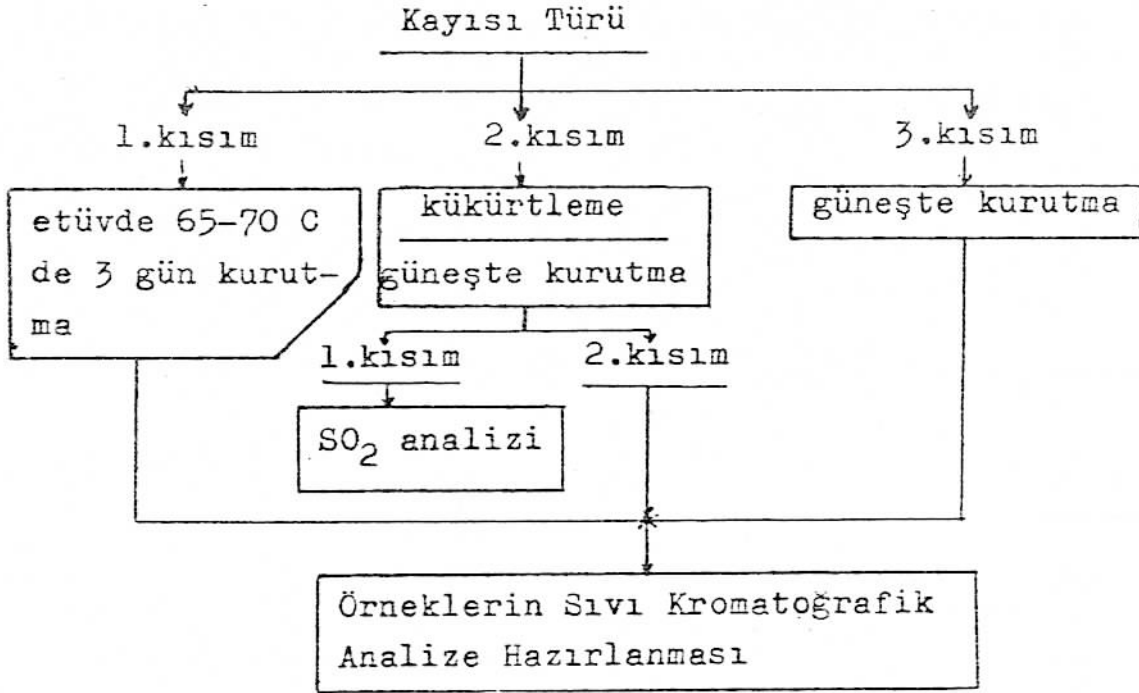 Kayısı Türü
1.kısım
2.kısım
3.kısım
etüvde 65-70 C
de 3 gün kurut-
ma
kükürtleme
güneşte kurutma
güneşte kurutma
1.kısım
2.kısım
SO₂ analizi
Örneklerin Sıvı Kromatoğrafik
Analize Hazırlanması